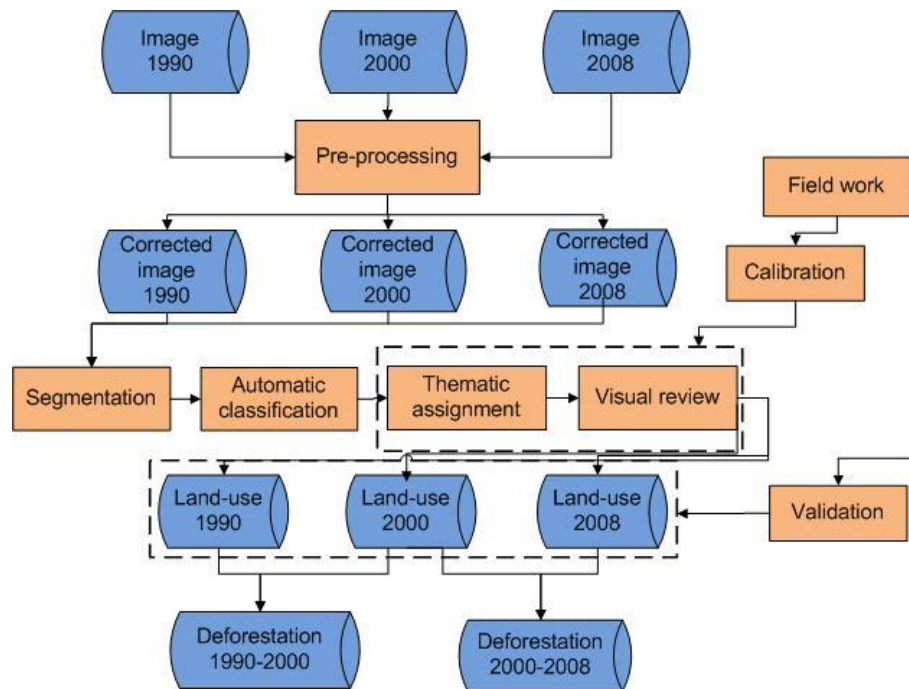 Image
1990
Image
2000
Image
2008
Pre-processing
Field work
Corrected
image
1990
Corrected
image
2000
Corrected
image
2008
Calibration
Segmentation
Automatic
classification
Thematic
assignment
Visual review
Land-use
1990
Land-use
2000
Land-use
2008
Validation
Deforestation
1990-2000
Deforestation
2000-2008